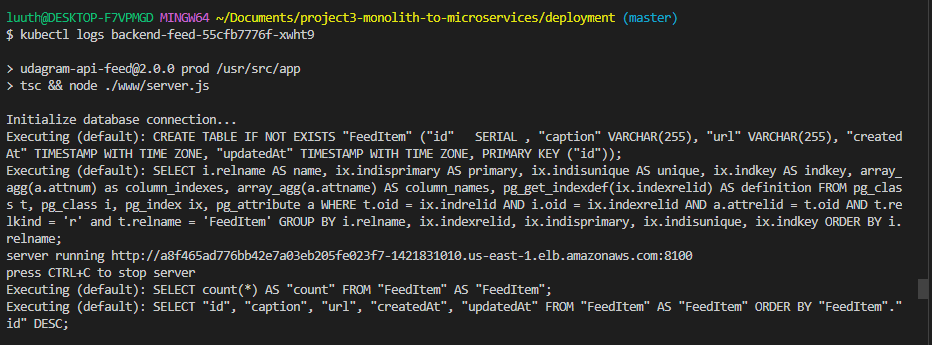 luuth@DESKTOP-F7VPMGD MINGW64 ~/Documents/project3-monolith-to-microservices/deployment (master)
$ kubectl logs backend-feed-55cfb7776f-xwht9
> udagram-api-feed@2.0.0 prod /usr/src/app
> tsc && node ./www/server.js
Initialize database connection...
Executing (default): CREATE TABLE IF NOT EXISTS "FeedItem" ("id"   SERIAL , "caption" VARCHAR(255), "url" VARCHAR(255), "created
At" TIMESTAMP WITH TIME ZONE, "updatedAt" TIMESTAMP WITH TIME ZONE, PRIMARY KEY ("id"));
Executing (default): SELECT i.relname AS name, ix.indisprimary AS primary, ix.indisunique AS unique, ix.indkey AS indkey, array_
agg(a.attnum) as column_indexes, array_agg(a.attname) AS column_names, pg_get_indexdef(ix.indexrelid) AS definition FROM pg_clas
s t, pg_class i, pg_index ix, pg_attribute a WHERE t.oid = ix.indrelid AND i.oid = ix.indexrelid AND a.attrelid = t.oid AND t.re
lkind = 'r' and t.relname = 'FeedItem' GROUP BY i.relname, ix.indexrelid, ix.indisprimary, ix.indisunique, ix.indkey ORDER BY i.
relname;
server running http://a8f465ad776bb42e7a03eb205fe023f7-1421831010.us-east-1.elb.amazonaws.com:8100
press CTRL+C to stop server
Executing (default): SELECT count(*) AS "count" FROM "FeedItem" AS "FeedItem";
Executing (default): SELECT "id", "caption", "url", "createdAt", "updatedAt" FROM "FeedItem" AS "FeedItem" ORDER BY "FeedItem"."
id" DESC;